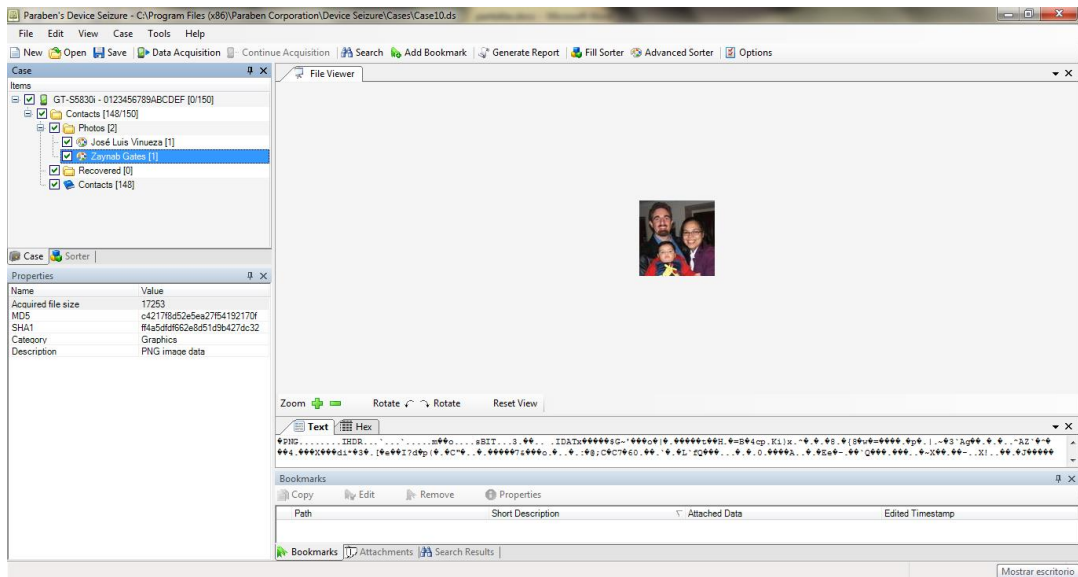 Paraben's Device Seizure - C:\Program Files (x86)\Paraben Corporation\Device Seizure\Cases\Case10.ds
File Edit View Case Tools Help
New Open Save Data Acquisition Continue Acquisition Search Add Bookmark Generate Report Fill Sorter Advanced Sorter Options
Case
File Viewer
Items
GT-S5830i - 0123456789ABCDEF [0/150]
Contacts [148/150]
Photos [2]
José Luis Vinueza [1]
Zaynab Gates [1]
Recovered [0]
Contacts [148]
Case Sorter
Properties
Name Value
Acquired file size 17253
MD5 c4217f8d52e5ea27f54192170f
SHA1 ff4a5dfdf662e8d51d9b427dc32
Category Graphics
Description PNG image data
Zoom Rotate Rotate Reset View
Text Hex
Bookmarks
Copy Edit Remove Properties
Path Short Description Attached Data Edited Timestamp
Bookmarks Attachments Search Results
Mostrar escritorio